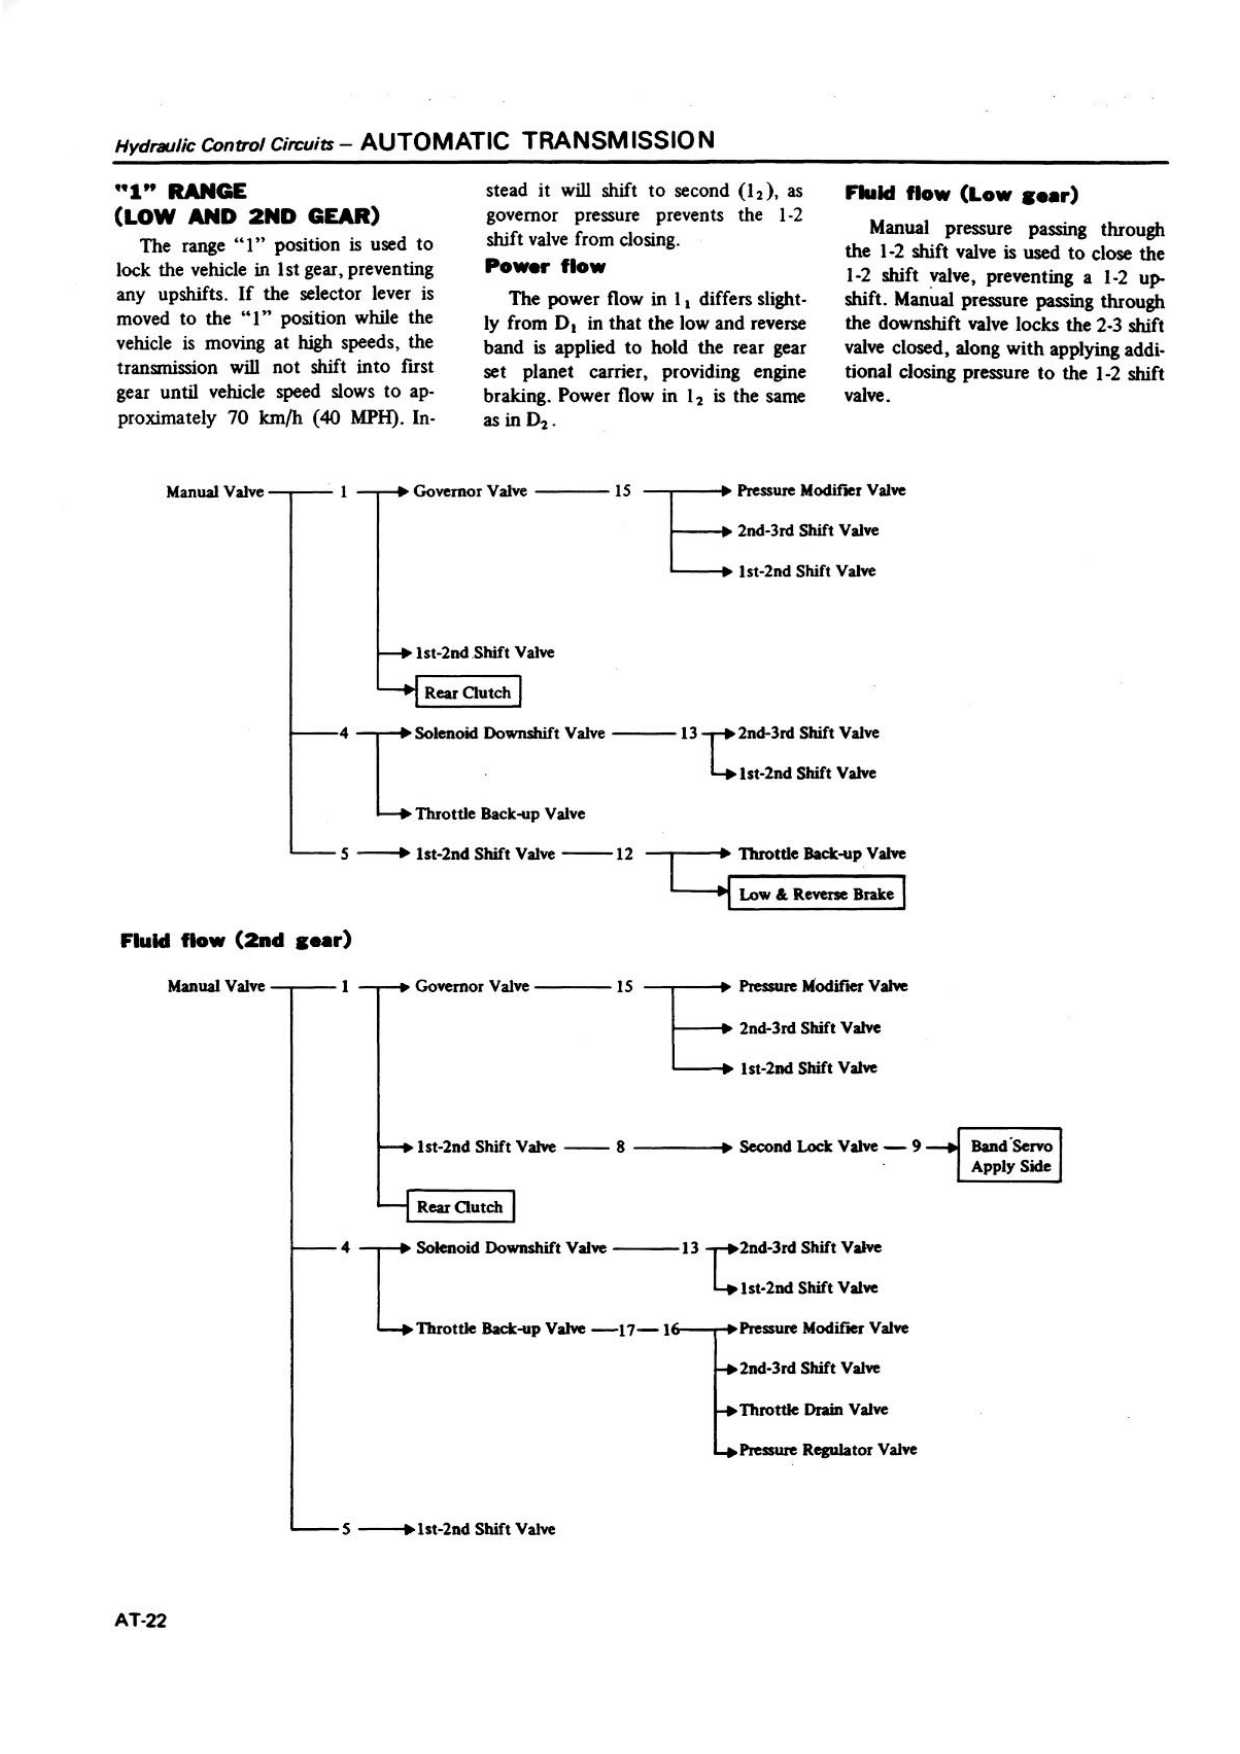 Hydraulic Control Circuits – AUTOMATIC TRANSMISSION
"1" RANGE
(LOW AND 2ND GEAR)
The range "1" position is used to
lock the vehicle in 1st gear, preventing
any upshifts. If the selector lever is
moved to the "1" position while the
vehicle is moving at high speeds, the
transmission will not shift into first
gear until vehicle speed slows to ap-
proximately 70 km/h (40 MPH). In-
stead it will shift to second (1₂), as
governor pressure prevents the 1-2
shift valve from closing.
Power flow
The power flow in 1₁ differs slight-
ly from D₁ in that the low and reverse
band is applied to hold the rear gear
set planet carrier, providing engine
braking. Power flow in 1₂ is the same
as in D₂.
Fluid flow (Low gear)
Manual pressure passing through
the 1-2 shift valve is used to close the
1-2 shift valve, preventing a 1-2 up-
shift. Manual pressure passing through
the downshift valve locks the 2-3 shift
valve closed, along with applying addi-
tional closing pressure to the 1-2 shift
valve.
Manual Valve 1 Governor Valve 15 Pressure Modifier Valve
2nd-3rd Shift Valve
1st-2nd Shift Valve
1st-2nd Shift Valve
Rear Clutch
4 Solenoid Downshift Valve 13 2nd-3rd Shift Valve
1st-2nd Shift Valve
Throttle Back-up Valve
5 1st-2nd Shift Valve 12 Throttle Back-up Valve
Low & Reverse Brake
Fluid flow (2nd gear)
Manual Valve 1 Governor Valve 15 Pressure Modifier Valve
2nd-3rd Shift Valve
1st-2nd Shift Valve
1st-2nd Shift Valve 8 Second Lock Valve 9 Band Servo
Apply Side
Rear Clutch
4 Solenoid Downshift Valve 13 2nd-3rd Shift Valve
1st-2nd Shift Valve
Throttle Back-up Valve 17 16 Pressure Modifier Valve
2nd-3rd Shift Valve
Throttle Drain Valve
Pressure Regulator Valve
5 1st-2nd Shift Valve
AT-22